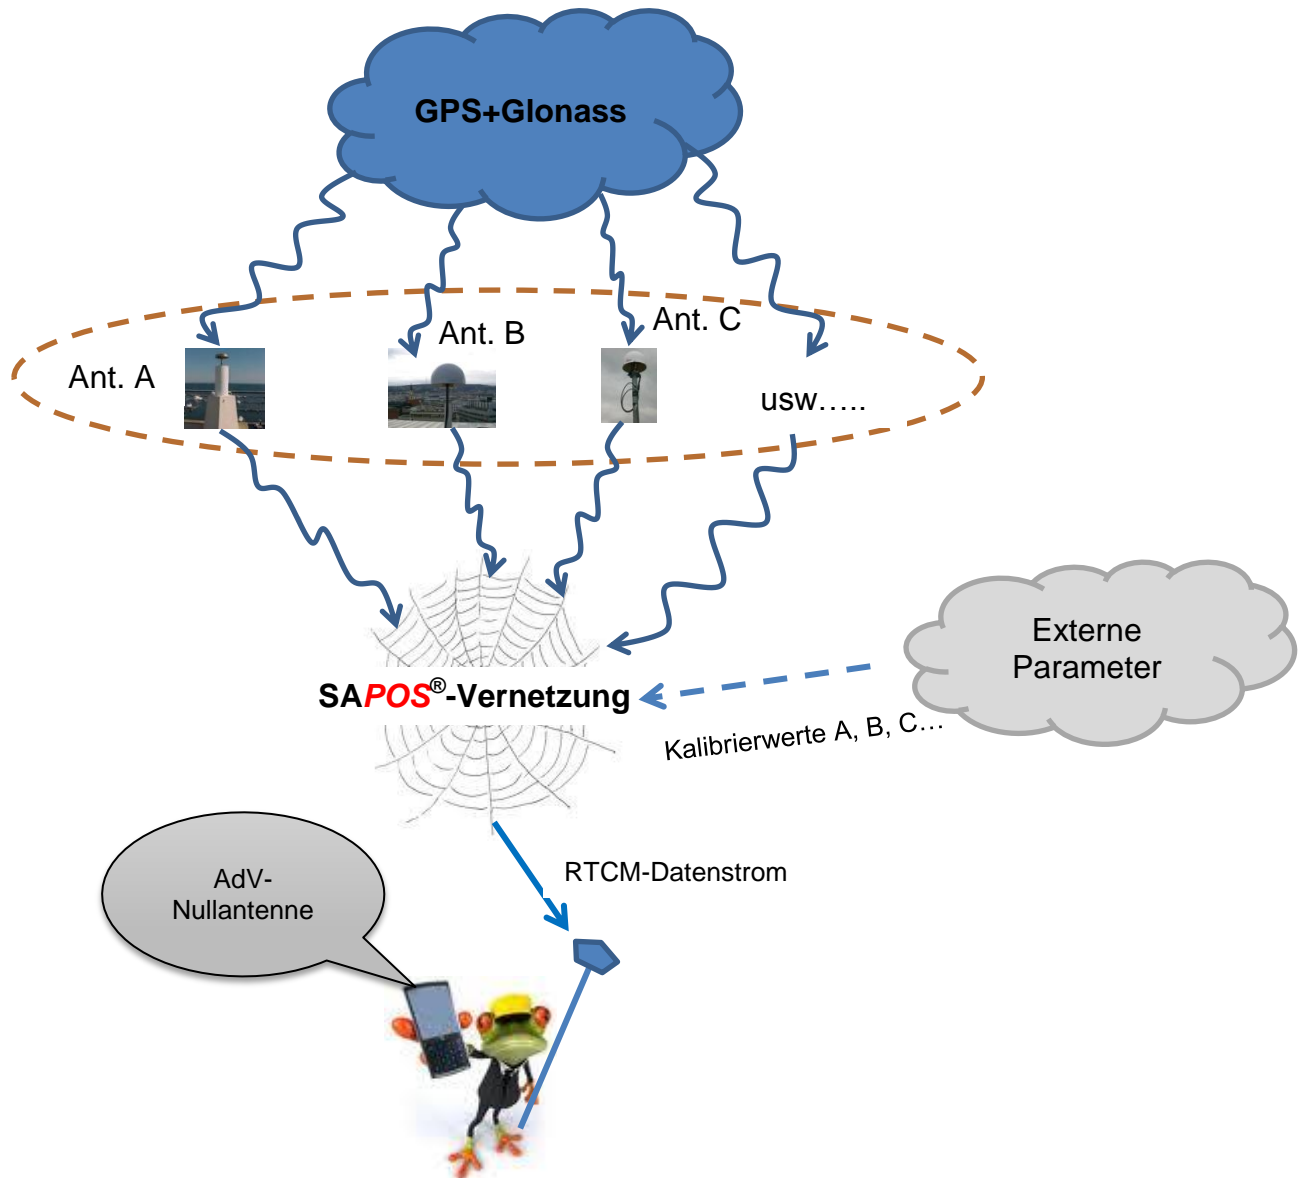 GPS+Glonass
Ant. A
Ant. B
Ant. C
usw…..
Externe
Parameter
SAPOS®-Vernetzung
Kalibrierwerte A, B, C…
RTCM-Datenstrom
AdV-
Nullantenne